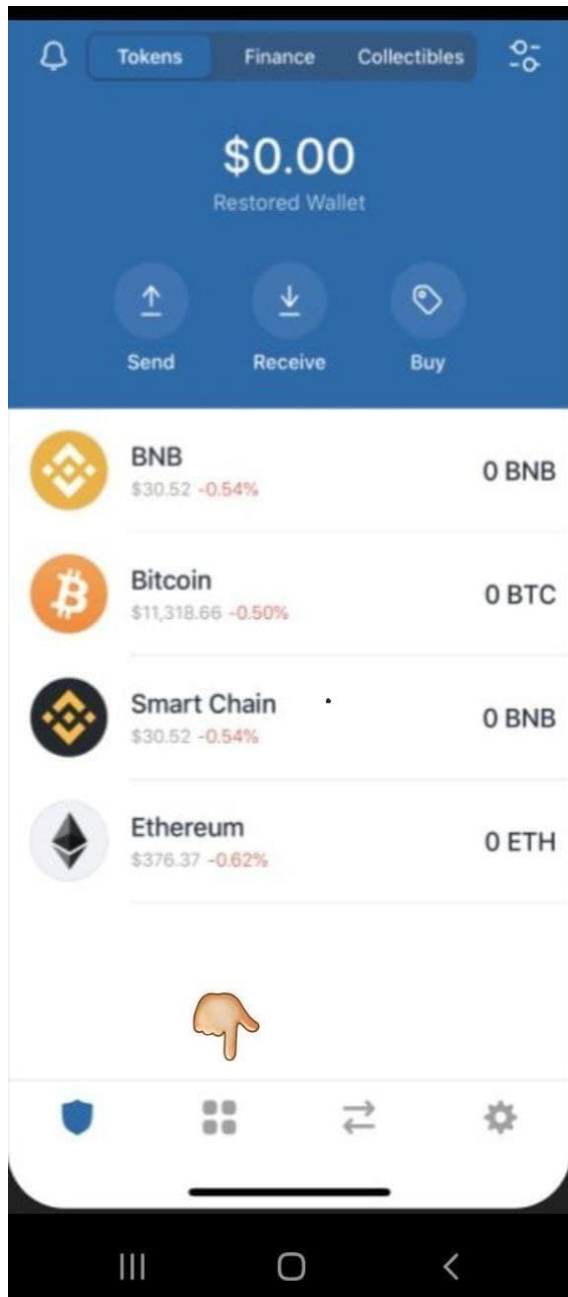 Tokens Finance Collectibles
$0.00
Restored Wallet
Send Receive Buy
BNB
$30.52 -0.54%
0 BNB
Bitcoin
$11,318.66 -0.50%
0 BTC
Smart Chain
$30.52 -0.54%
0 BNB
Ethereum
$376.37 -0.62%
0 ETH